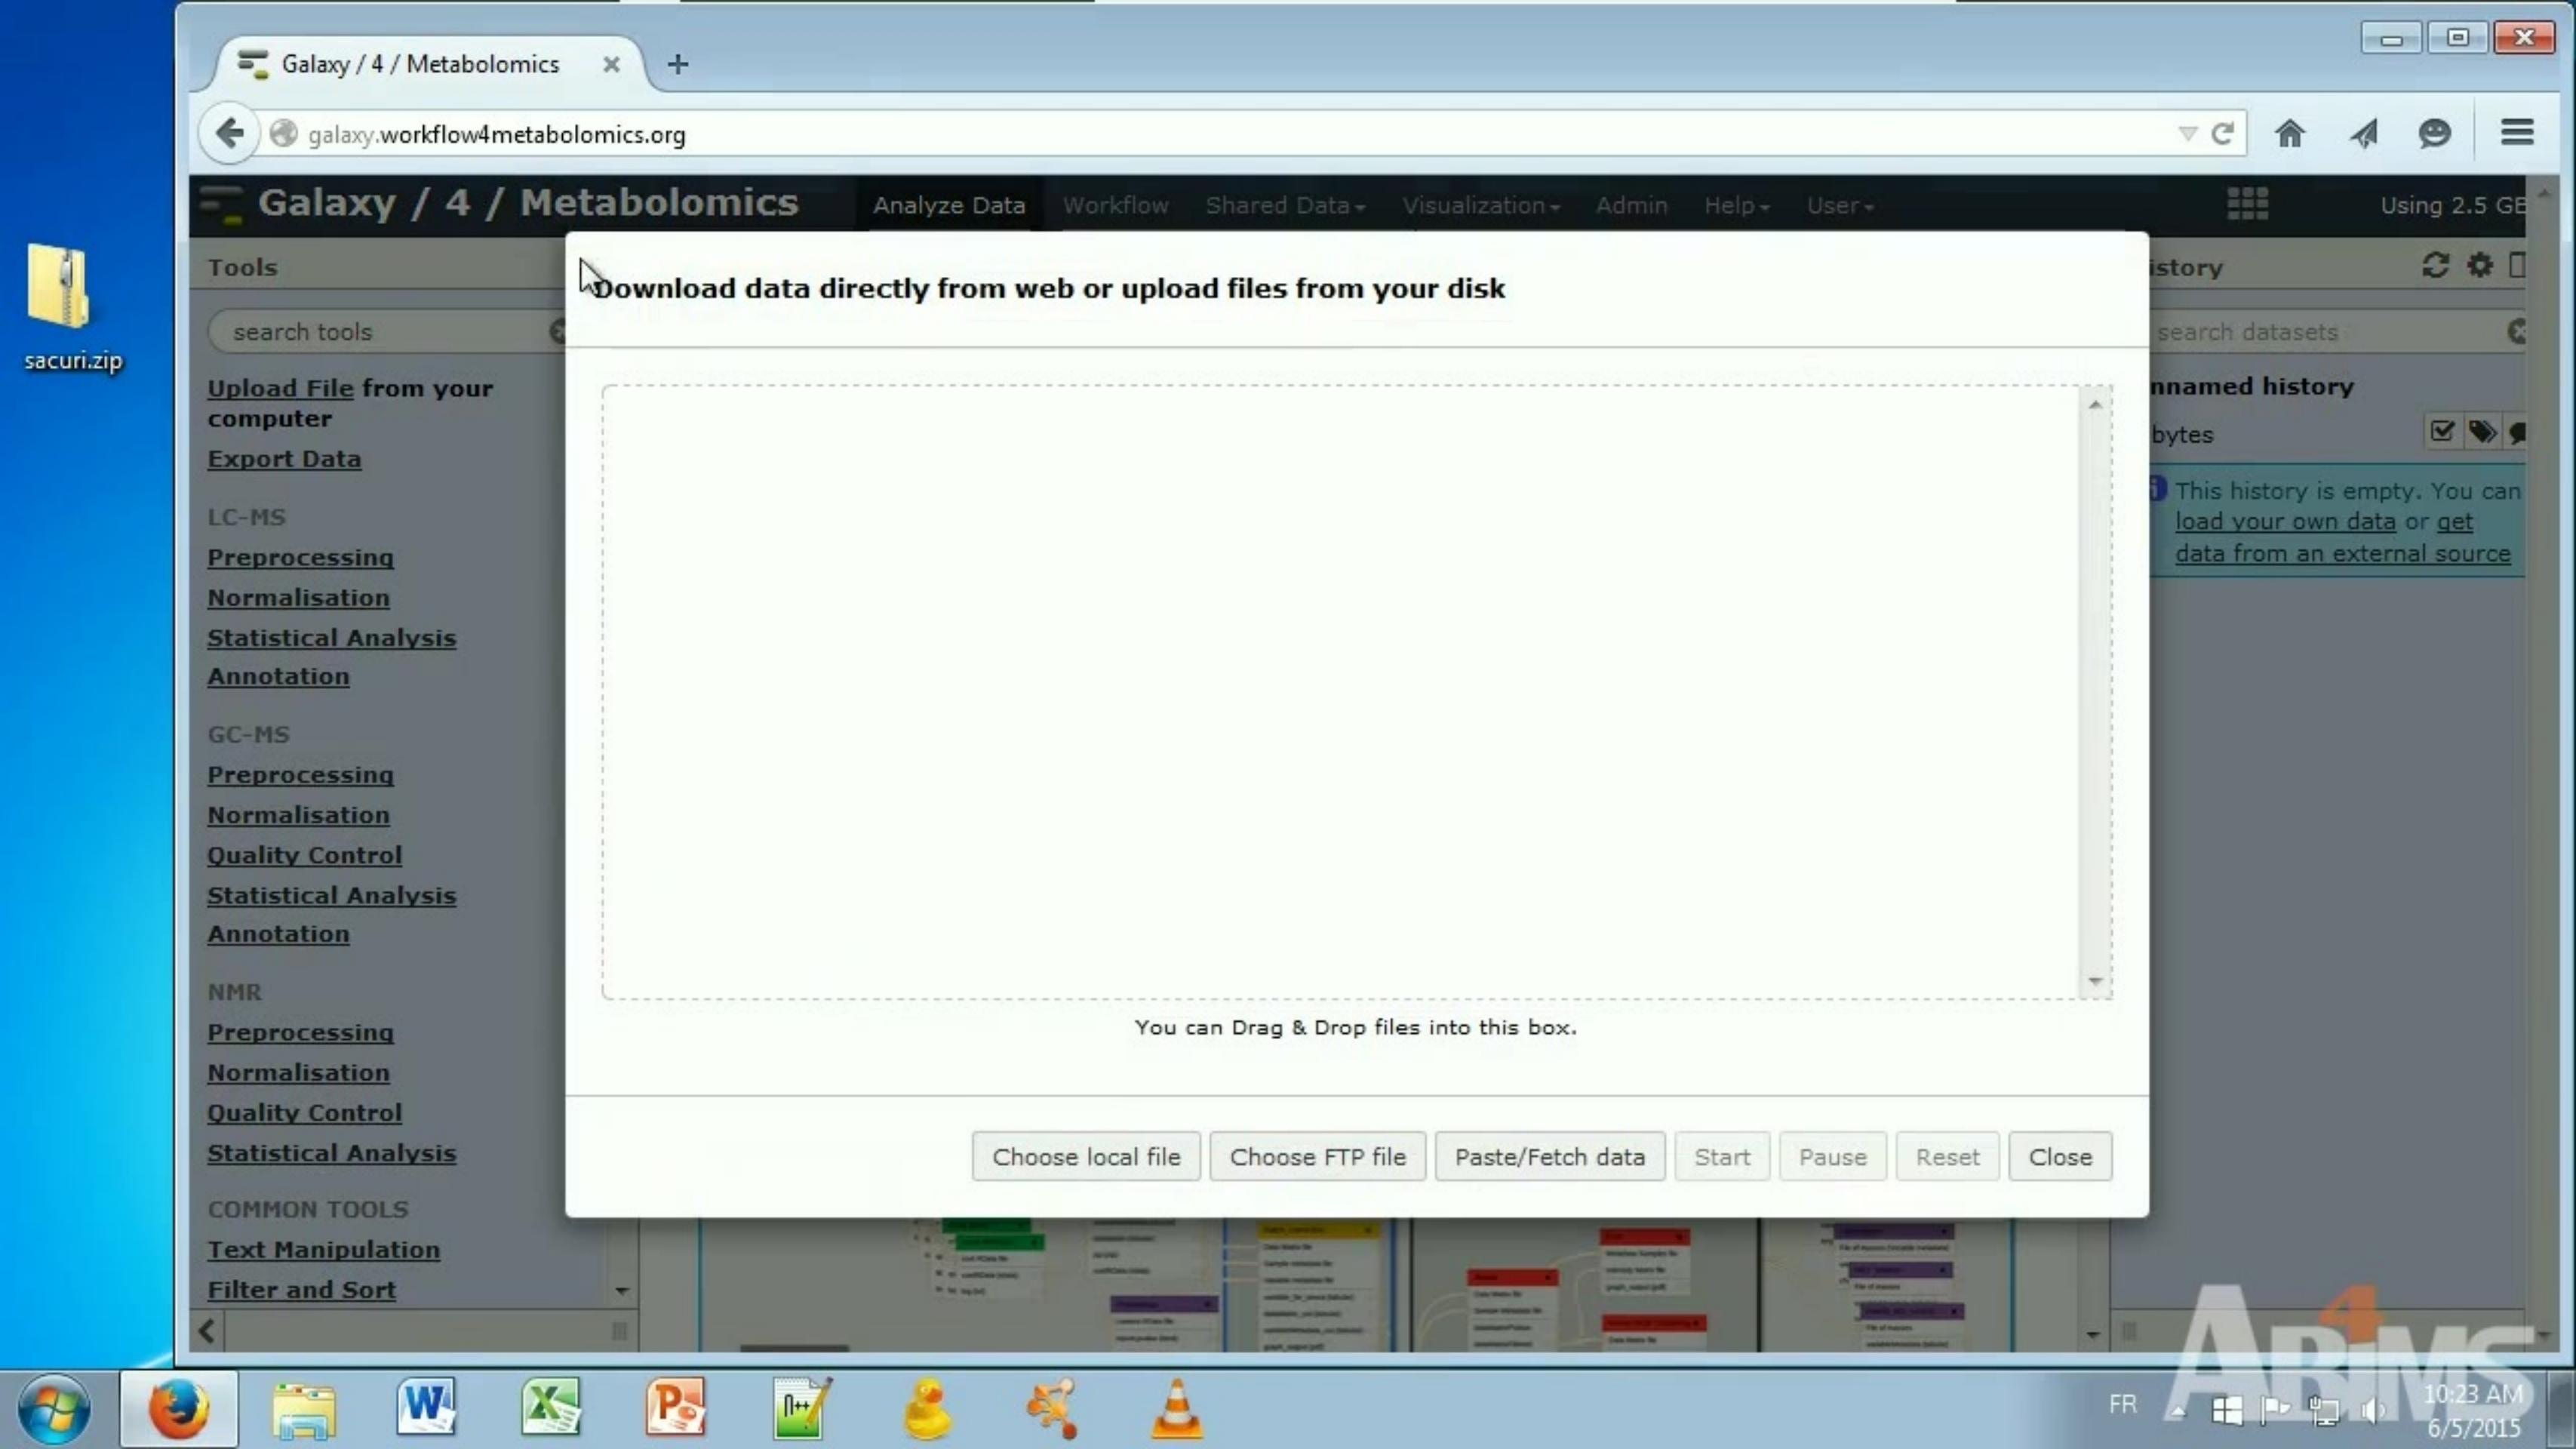 Galaxy / 4 / Metabolomics
galaxy.workflow4metabolomics.org
Galaxy / 4 / Metabolomics
Analyze Data
Workflow
Shared Data
Visualization
Admin
Help
User
Using 2.5 GB
sacuri.zip
Tools
search tools
Upload File from your
computer
Export Data
LC-MS
Preprocessing
Normalisation
Statistical Analysis
Annotation
GC-MS
Preprocessing
Normalisation
Quality Control
Statistical Analysis
Annotation
NMR
Preprocessing
Normalisation
Quality Control
Statistical Analysis
COMMON TOOLS
Text Manipulation
Filter and Sort
Download data directly from web or upload files from your disk
You can Drag & Drop files into this box.
Choose local file
Choose FTP file
Paste/Fetch data
Start
Pause
Reset
Close
istory
search datasets
nnamed history
bytes
This history is empty. You can
load your own data or get
data from an external source
ABiMS
4
FR
10:23 AM
6/5/2015